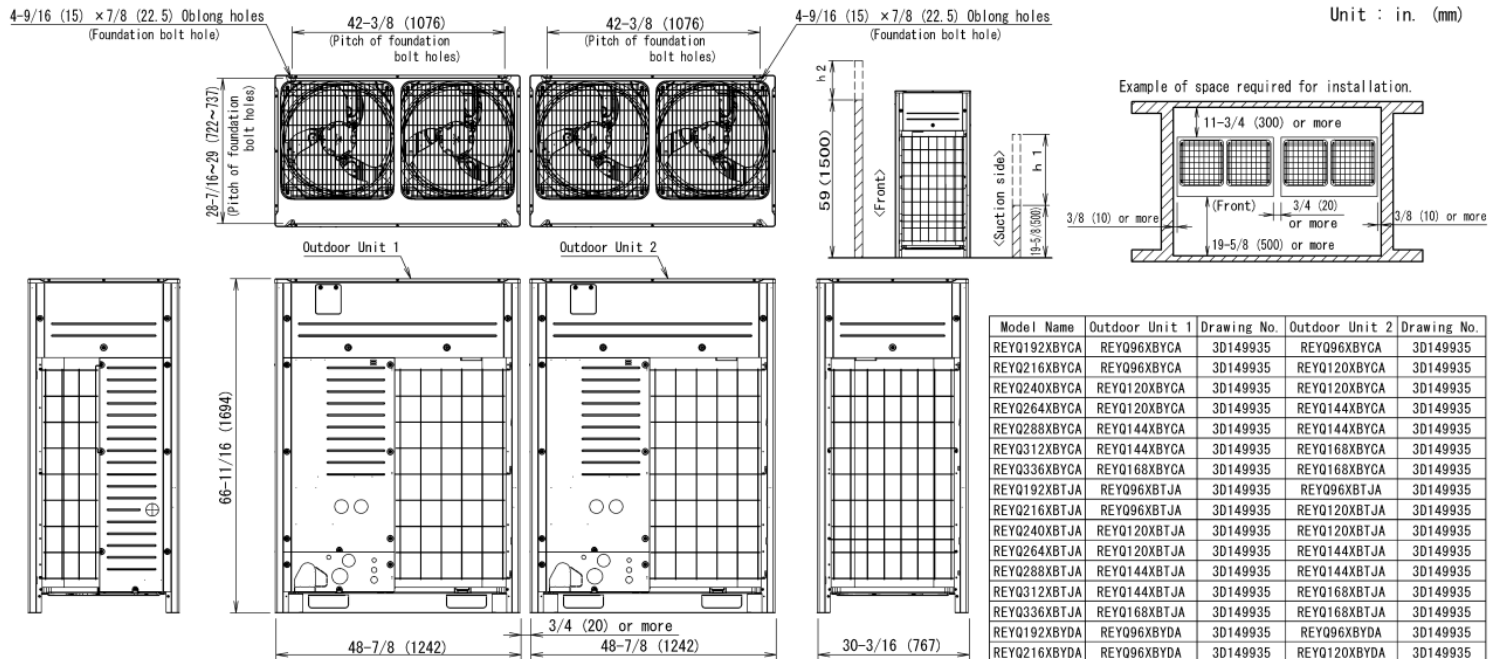 4-9/16 (15) ×7/8 (22.5) Oblong holes
(Foundation bolt hole)
42-3/8 (1076)
(Pitch of foundation
bolt holes)
42-3/8 (1076)
(Pitch of foundation
bolt holes)
4-9/16 (15) ×7/8 (22.5) Oblong holes
(Foundation bolt hole)
Unit : in. (mm)
28-7/16~29 (722~737)
(Pitch of foundation
bolt holes)
h 2
59 (1500)
<Front>
<Suction side>
h 1
19-5/8(500)
Example of space required for installation.
11-3/4 (300) or more
(Front)
3/4 (20)
or more
3/8 (10) or more
3/8 (10) or more
19-5/8 (500) or more
Outdoor Unit 1
Outdoor Unit 2
66-11/16 (1694)
3/4 (20) or more
48-7/8 (1242)
48-7/8 (1242)
30-3/16 (767)
Model Name Outdoor Unit 1 Drawing No. Outdoor Unit 2 Drawing No.
REYQ192XBYCA REYQ96XBYCA 3D149935 REYQ96XBYCA 3D149935
REYQ216XBYCA REYQ96XBYCA 3D149935 REYQ120XBYCA 3D149935
REYQ240XBYCA REYQ120XBYCA 3D149935 REYQ120XBYCA 3D149935
REYQ264XBYCA REYQ120XBYCA 3D149935 REYQ144XBYCA 3D149935
REYQ288XBYCA REYQ144XBYCA 3D149935 REYQ144XBYCA 3D149935
REYQ312XBYCA REYQ144XBYCA 3D149935 REYQ168XBYCA 3D149935
REYQ336XBYCA REYQ168XBYCA 3D149935 REYQ168XBYCA 3D149935
REYQ192XBTJA REYQ96XBTJA 3D149935 REYQ96XBTJA 3D149935
REYQ216XBTJA REYQ96XBTJA 3D149935 REYQ120XBTJA 3D149935
REYQ240XBTJA REYQ120XBTJA 3D149935 REYQ120XBTJA 3D149935
REYQ264XBTJA REYQ120XBTJA 3D149935 REYQ144XBTJA 3D149935
REYQ288XBTJA REYQ144XBTJA 3D149935 REYQ144XBTJA 3D149935
REYQ312XBTJA REYQ144XBTJA 3D149935 REYQ168XBTJA 3D149935
REYQ336XBTJA REYQ168XBTJA 3D149935 REYQ168XBTJA 3D149935
REYQ192XBYDA REYQ96XBYDA 3D149935 REYQ96XBYDA 3D149935
REYQ216XBYDA REYQ96XBYDA 3D149935 REYQ120XBYDA 3D149935